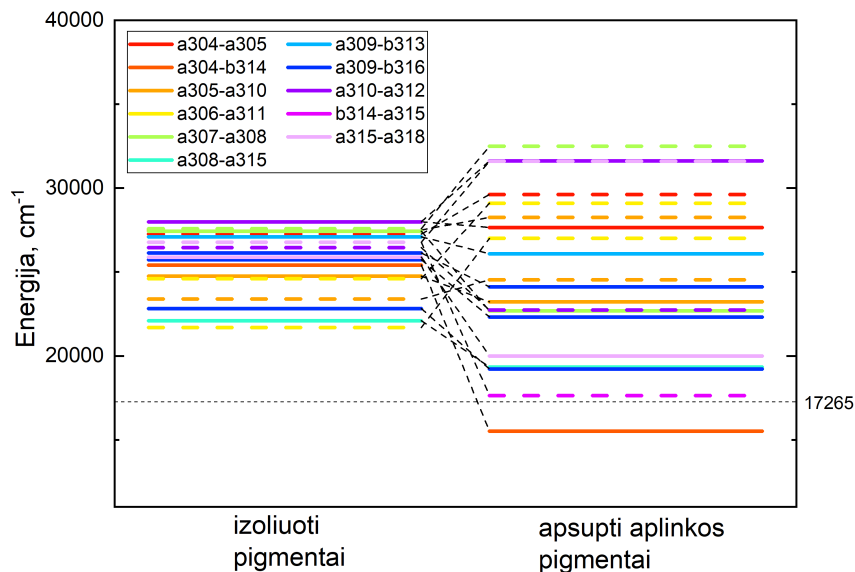 40000
30000
20000
Energija, cm⁻¹
a304-a305
a304-b314
a305-a310
a306-a311
a307-a308
a308-a315
a309-b313
a309-b316
a310-a312
b314-a315
a315-a318
17265
izoliuoti
pigmentai
apsupti aplinkos
pigmentai